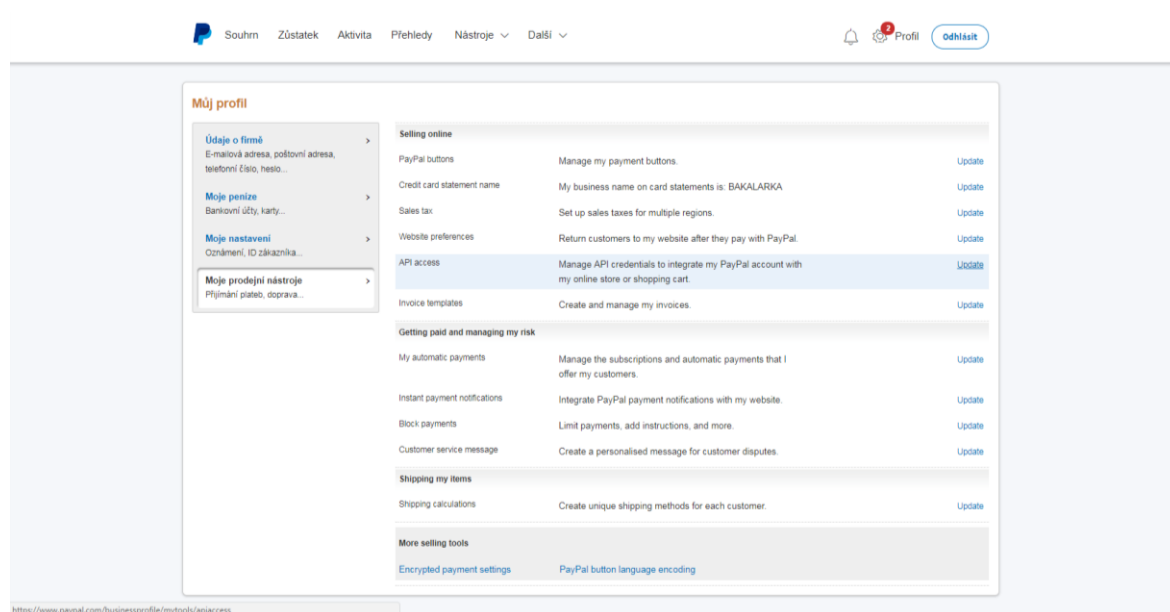 Souhrn Zůstatek Aktivita Přehledy Nástroje Další 2 Profil Odhlásit
Můj profil
Údaje o firmě
E-mailová adresa, poštovní adresa,
telefonní číslo, heslo...
Moje peníze
Bankovní účty, karty...
Moje nastavení
Oznámení, ID zákazníka...
Moje prodejní nástroje
Přijímání plateb, doprava...
Selling online
PayPal buttons Manage my payment buttons. Update
Credit card statement name My business name on card statements is: BAKALARKA Update
Sales tax Set up sales taxes for multiple regions. Update
Website preferences Return customers to my website after they pay with PayPal. Update
API access Manage API credentials to integrate my PayPal account with Update
my online store or shopping cart.
Invoice templates Create and manage my invoices. Update
Getting paid and managing my risk
My automatic payments Manage the subscriptions and automatic payments that I Update
offer my customers.
Instant payment notifications Integrate PayPal payment notifications with my website. Update
Block payments Limit payments, add instructions, and more. Update
Customer service message Create a personalised message for customer disputes. Update
Shipping my items
Shipping calculations Create unique shipping methods for each customer. Update
More selling tools
Encrypted payment settings PayPal button language encoding
https://www.paypal.com/businessprofile/mytools/apiaccess